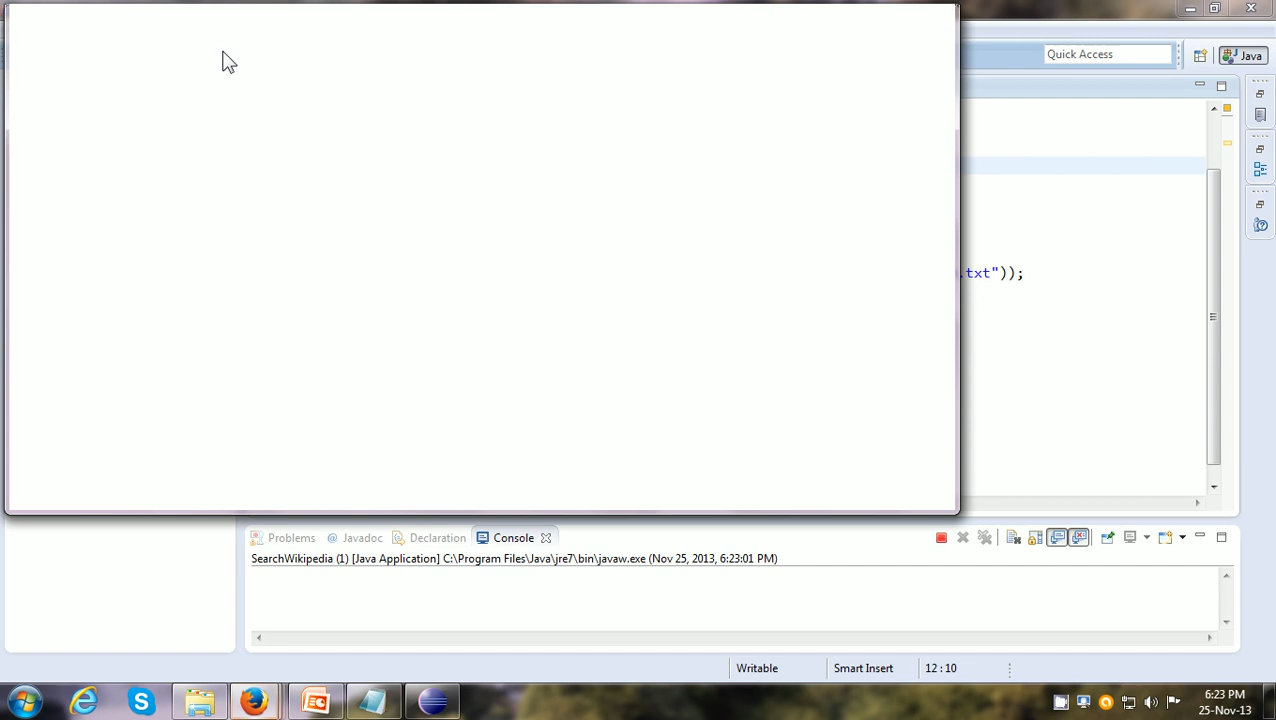 Quick Access
Java
.txt"));
Problems
@ Javadoc
Declaration
Console
SearchWikipedia (1) [Java Application] C:\Program Files\Java\jre7\bin\javaw.exe (Nov 25, 2013, 6:23:01 PM)
Writable
Smart Insert
12 : 10
6:23 PM
25-Nov-13